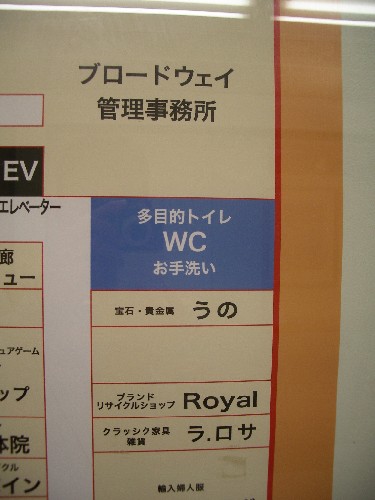 ブロードウェイ
管理事務所
EV
エレベーター
多目的トイレ
WC
お手洗い
廊
ュー
宝石・貴金属 うの
ュアゲーム
ップ
ブランド
リサイクルショップ Royal
クラッシク家具
雑貨 ラ.ロサ
本院
クル
イン
輸入婦人服